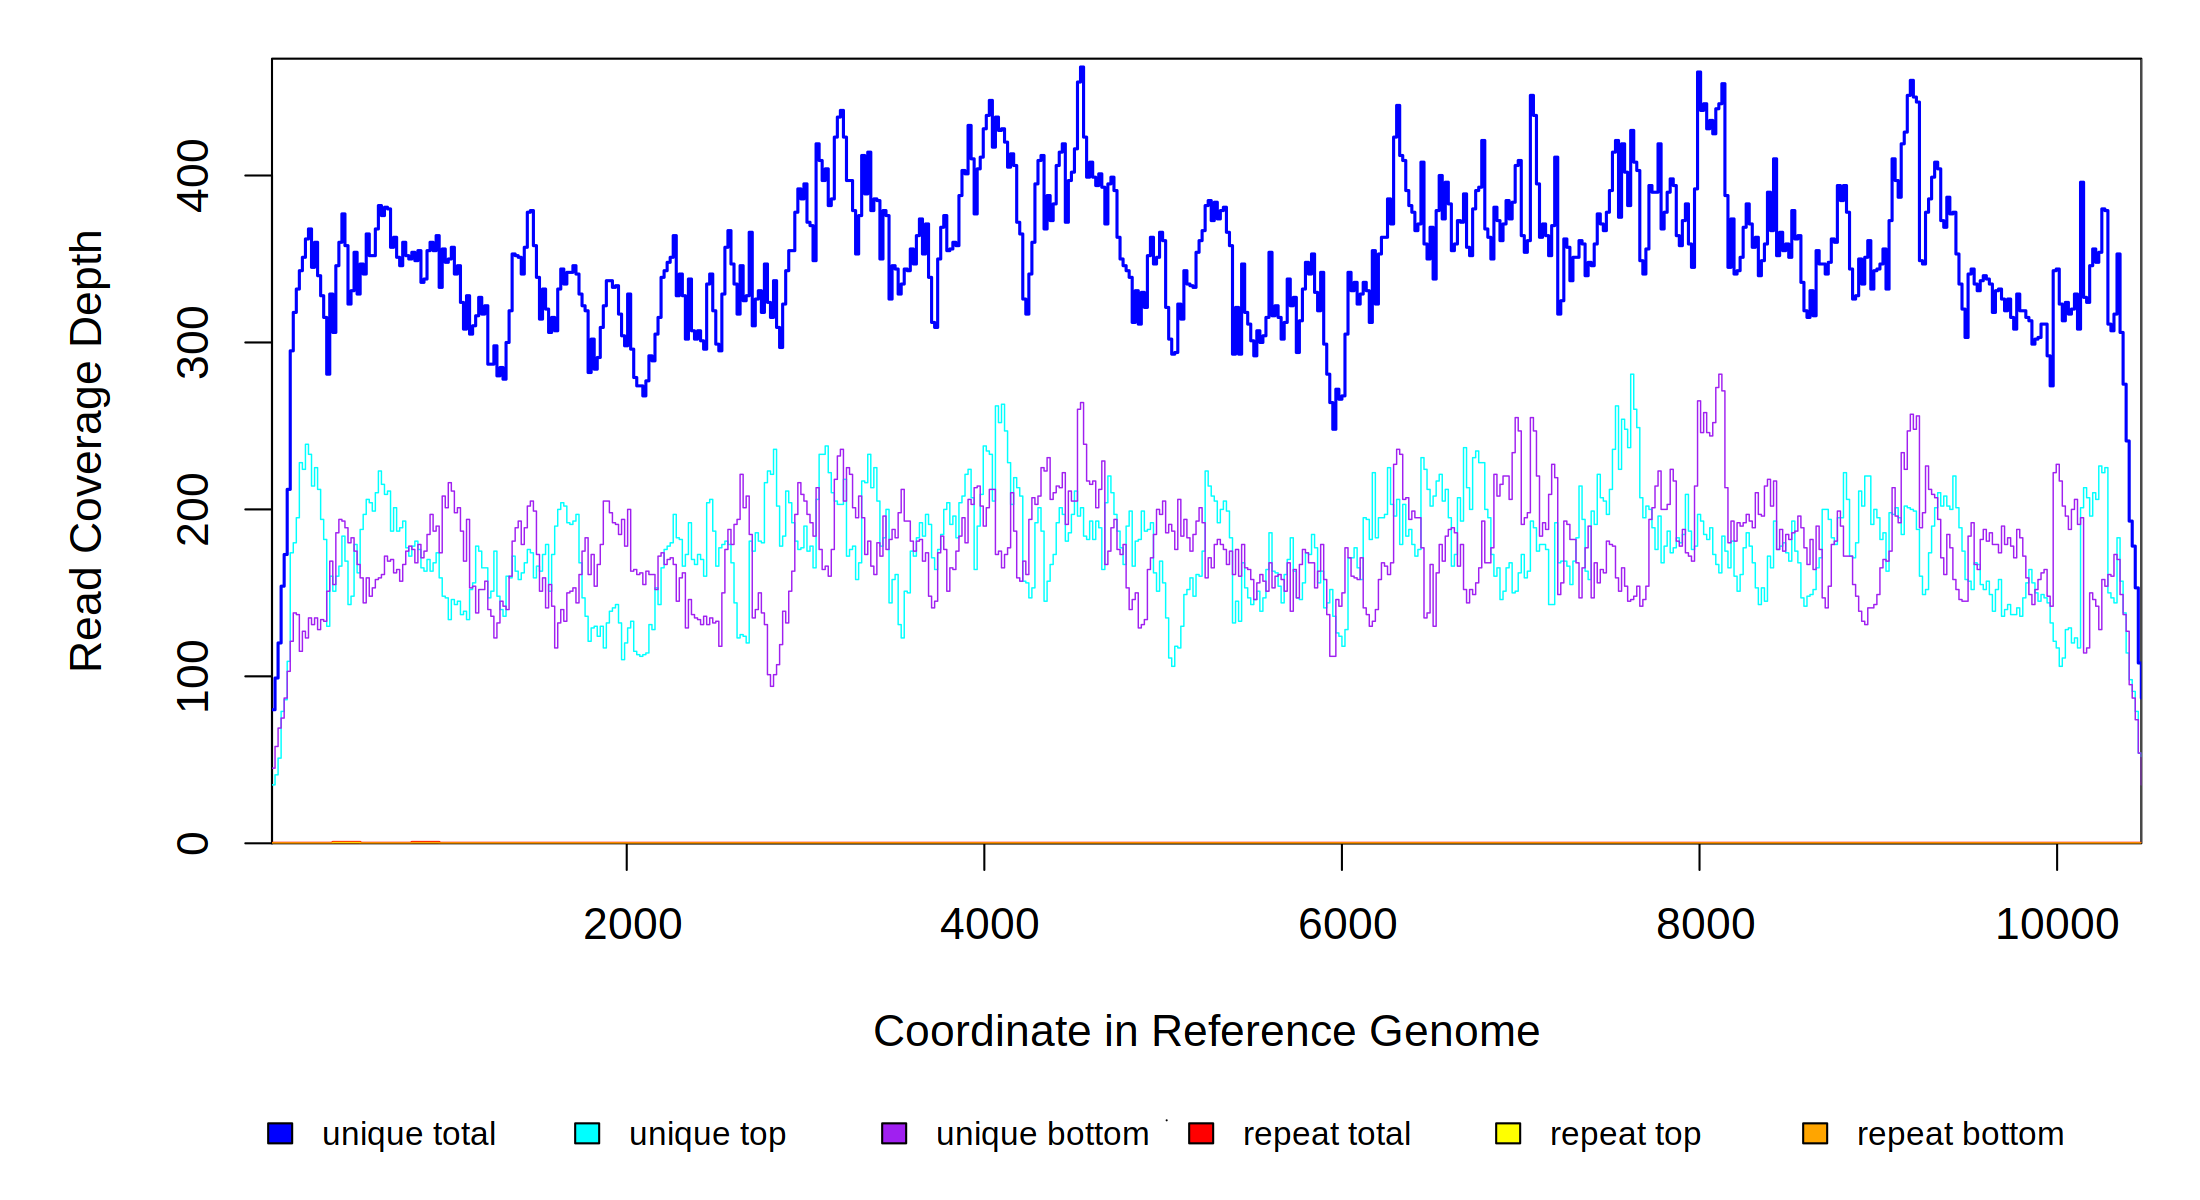 Read Coverage Depth
400
300
200
100
0
2000 4000 6000 8000 10000
Coordinate in Reference Genome
unique total unique top unique bottom repeat total repeat top repeat bottom